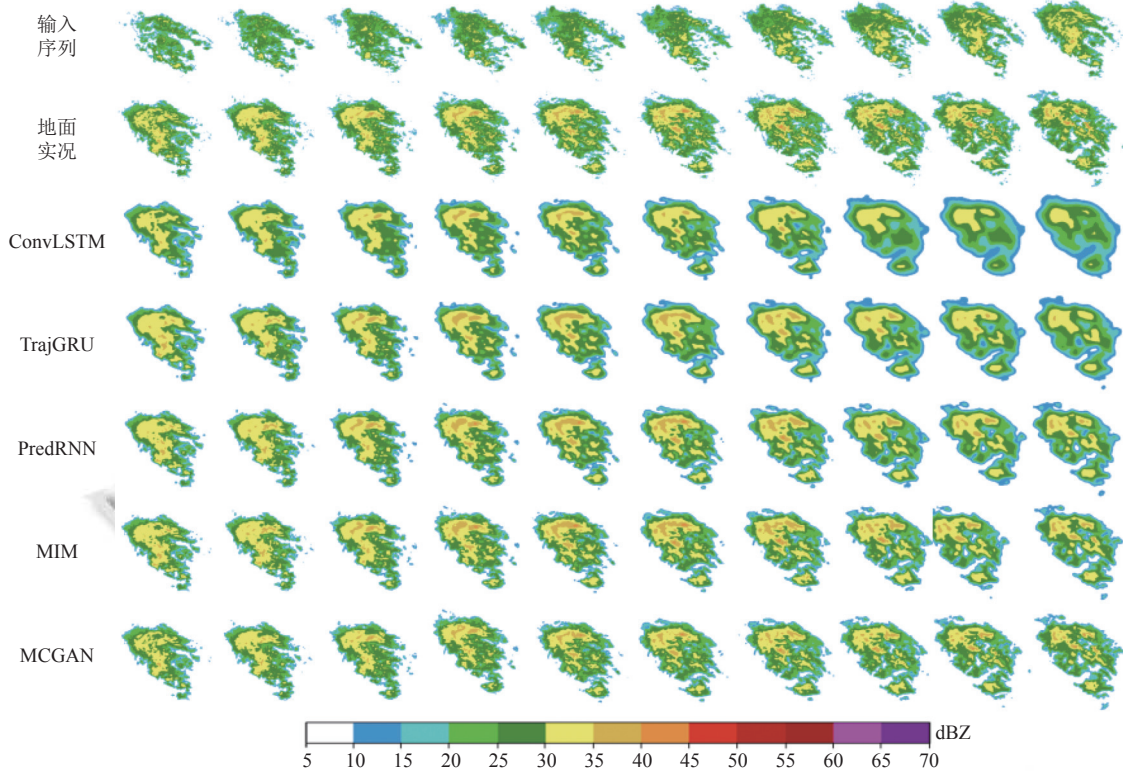 输入
序列
地面
实况
ConvLSTM
TrajGRU
PredRNN
MIM
MCGAN
dBZ
5 10 15 20 25 30 35 40 45 50 55 60 65 70